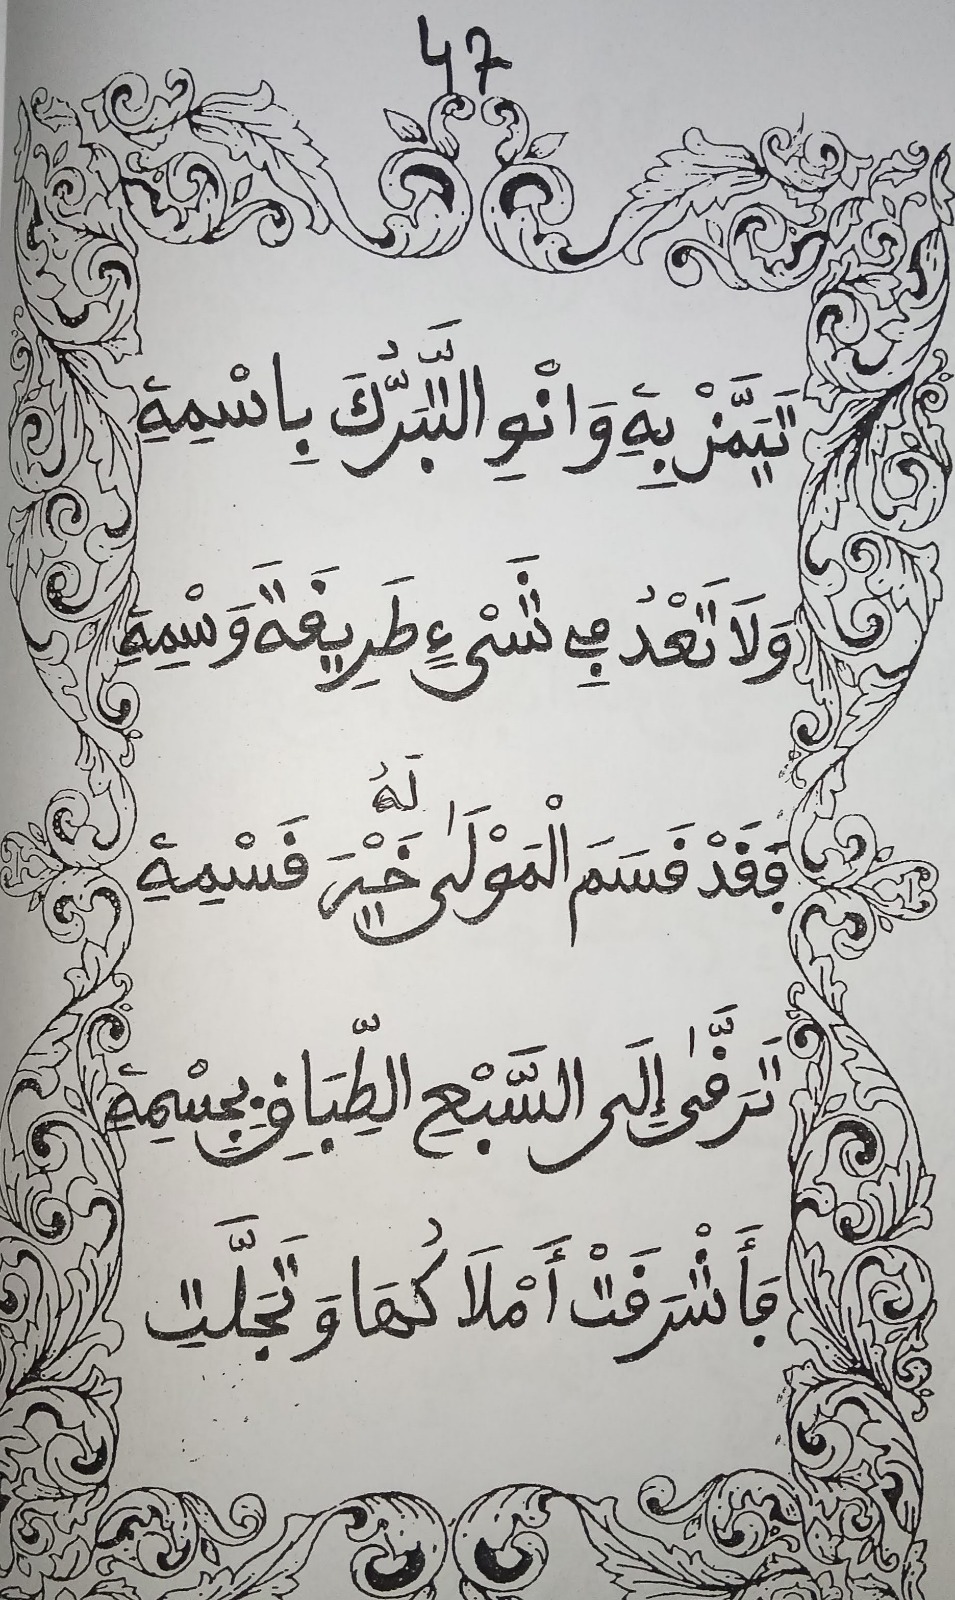 47
تَيَمَّنْ بِهِ وَانْوِ التَّبَرُّكَ بِاسْمِهِ
وَلَا تَعْدُ فِي شَيْءٍ طَرِيقَةَ وَسْمِهِ
فَقَدْ قَسَمَ الْمَوْلَى لَهُ خَيْرَ قَسْمِهِ
تَرَقَّى إِلَى السَّبْعِ الطِّبَاقِ بِجِسْمِهِ
فَأَشْرَقَتْ أَمْلَاكُهَا وَتَجَلَّتِ